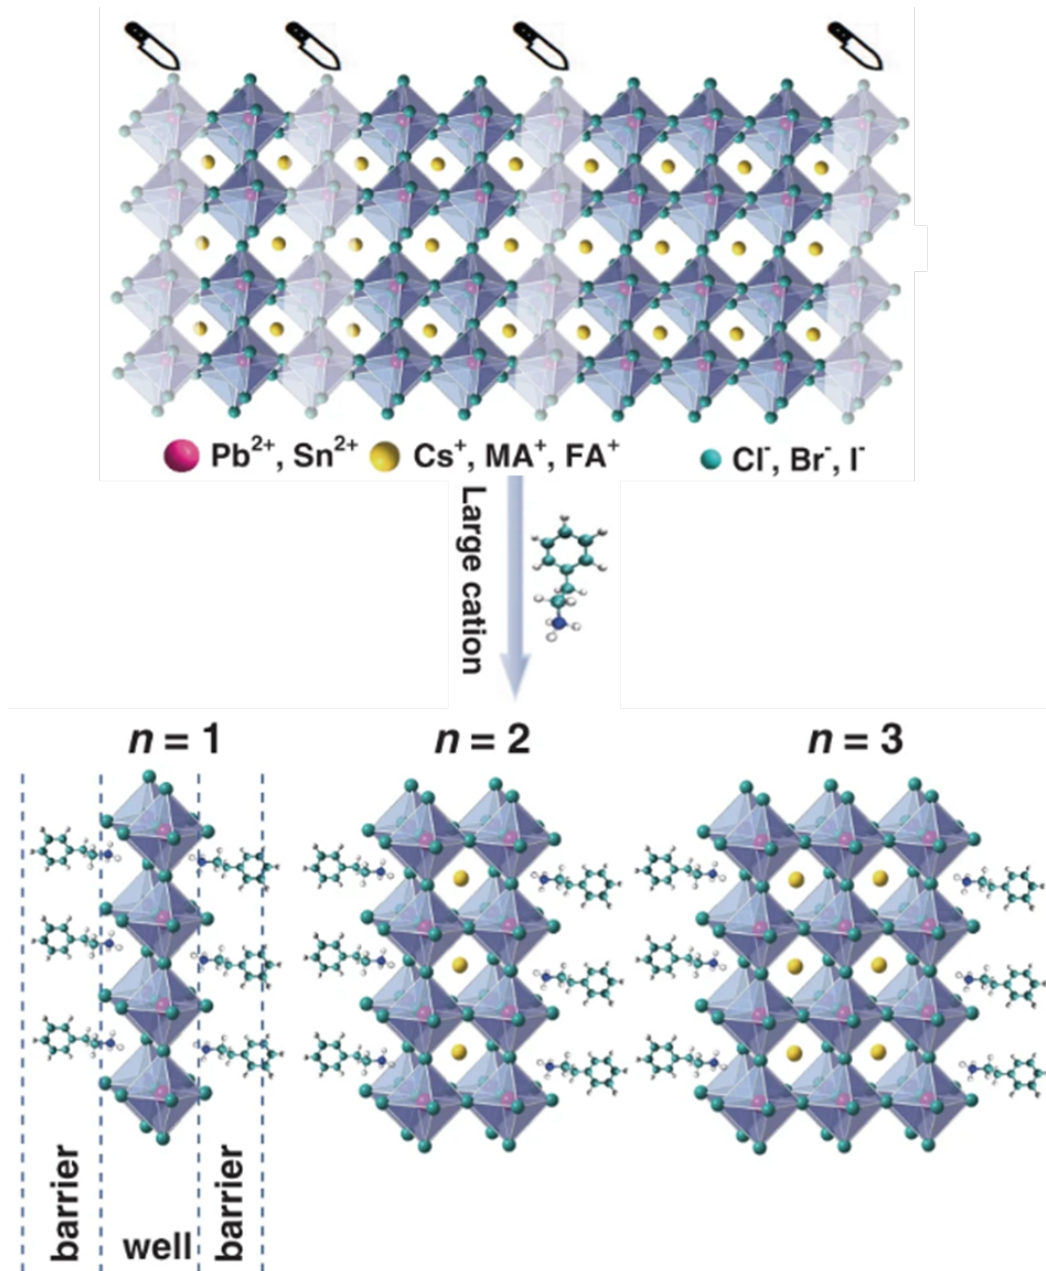 Pb²⁺, Sn²⁺ Cs⁺, MA⁺, FA⁺ Cl⁻, Br⁻, I⁻
Large cation
n = 1 n = 2 n = 3
barrier well barrier